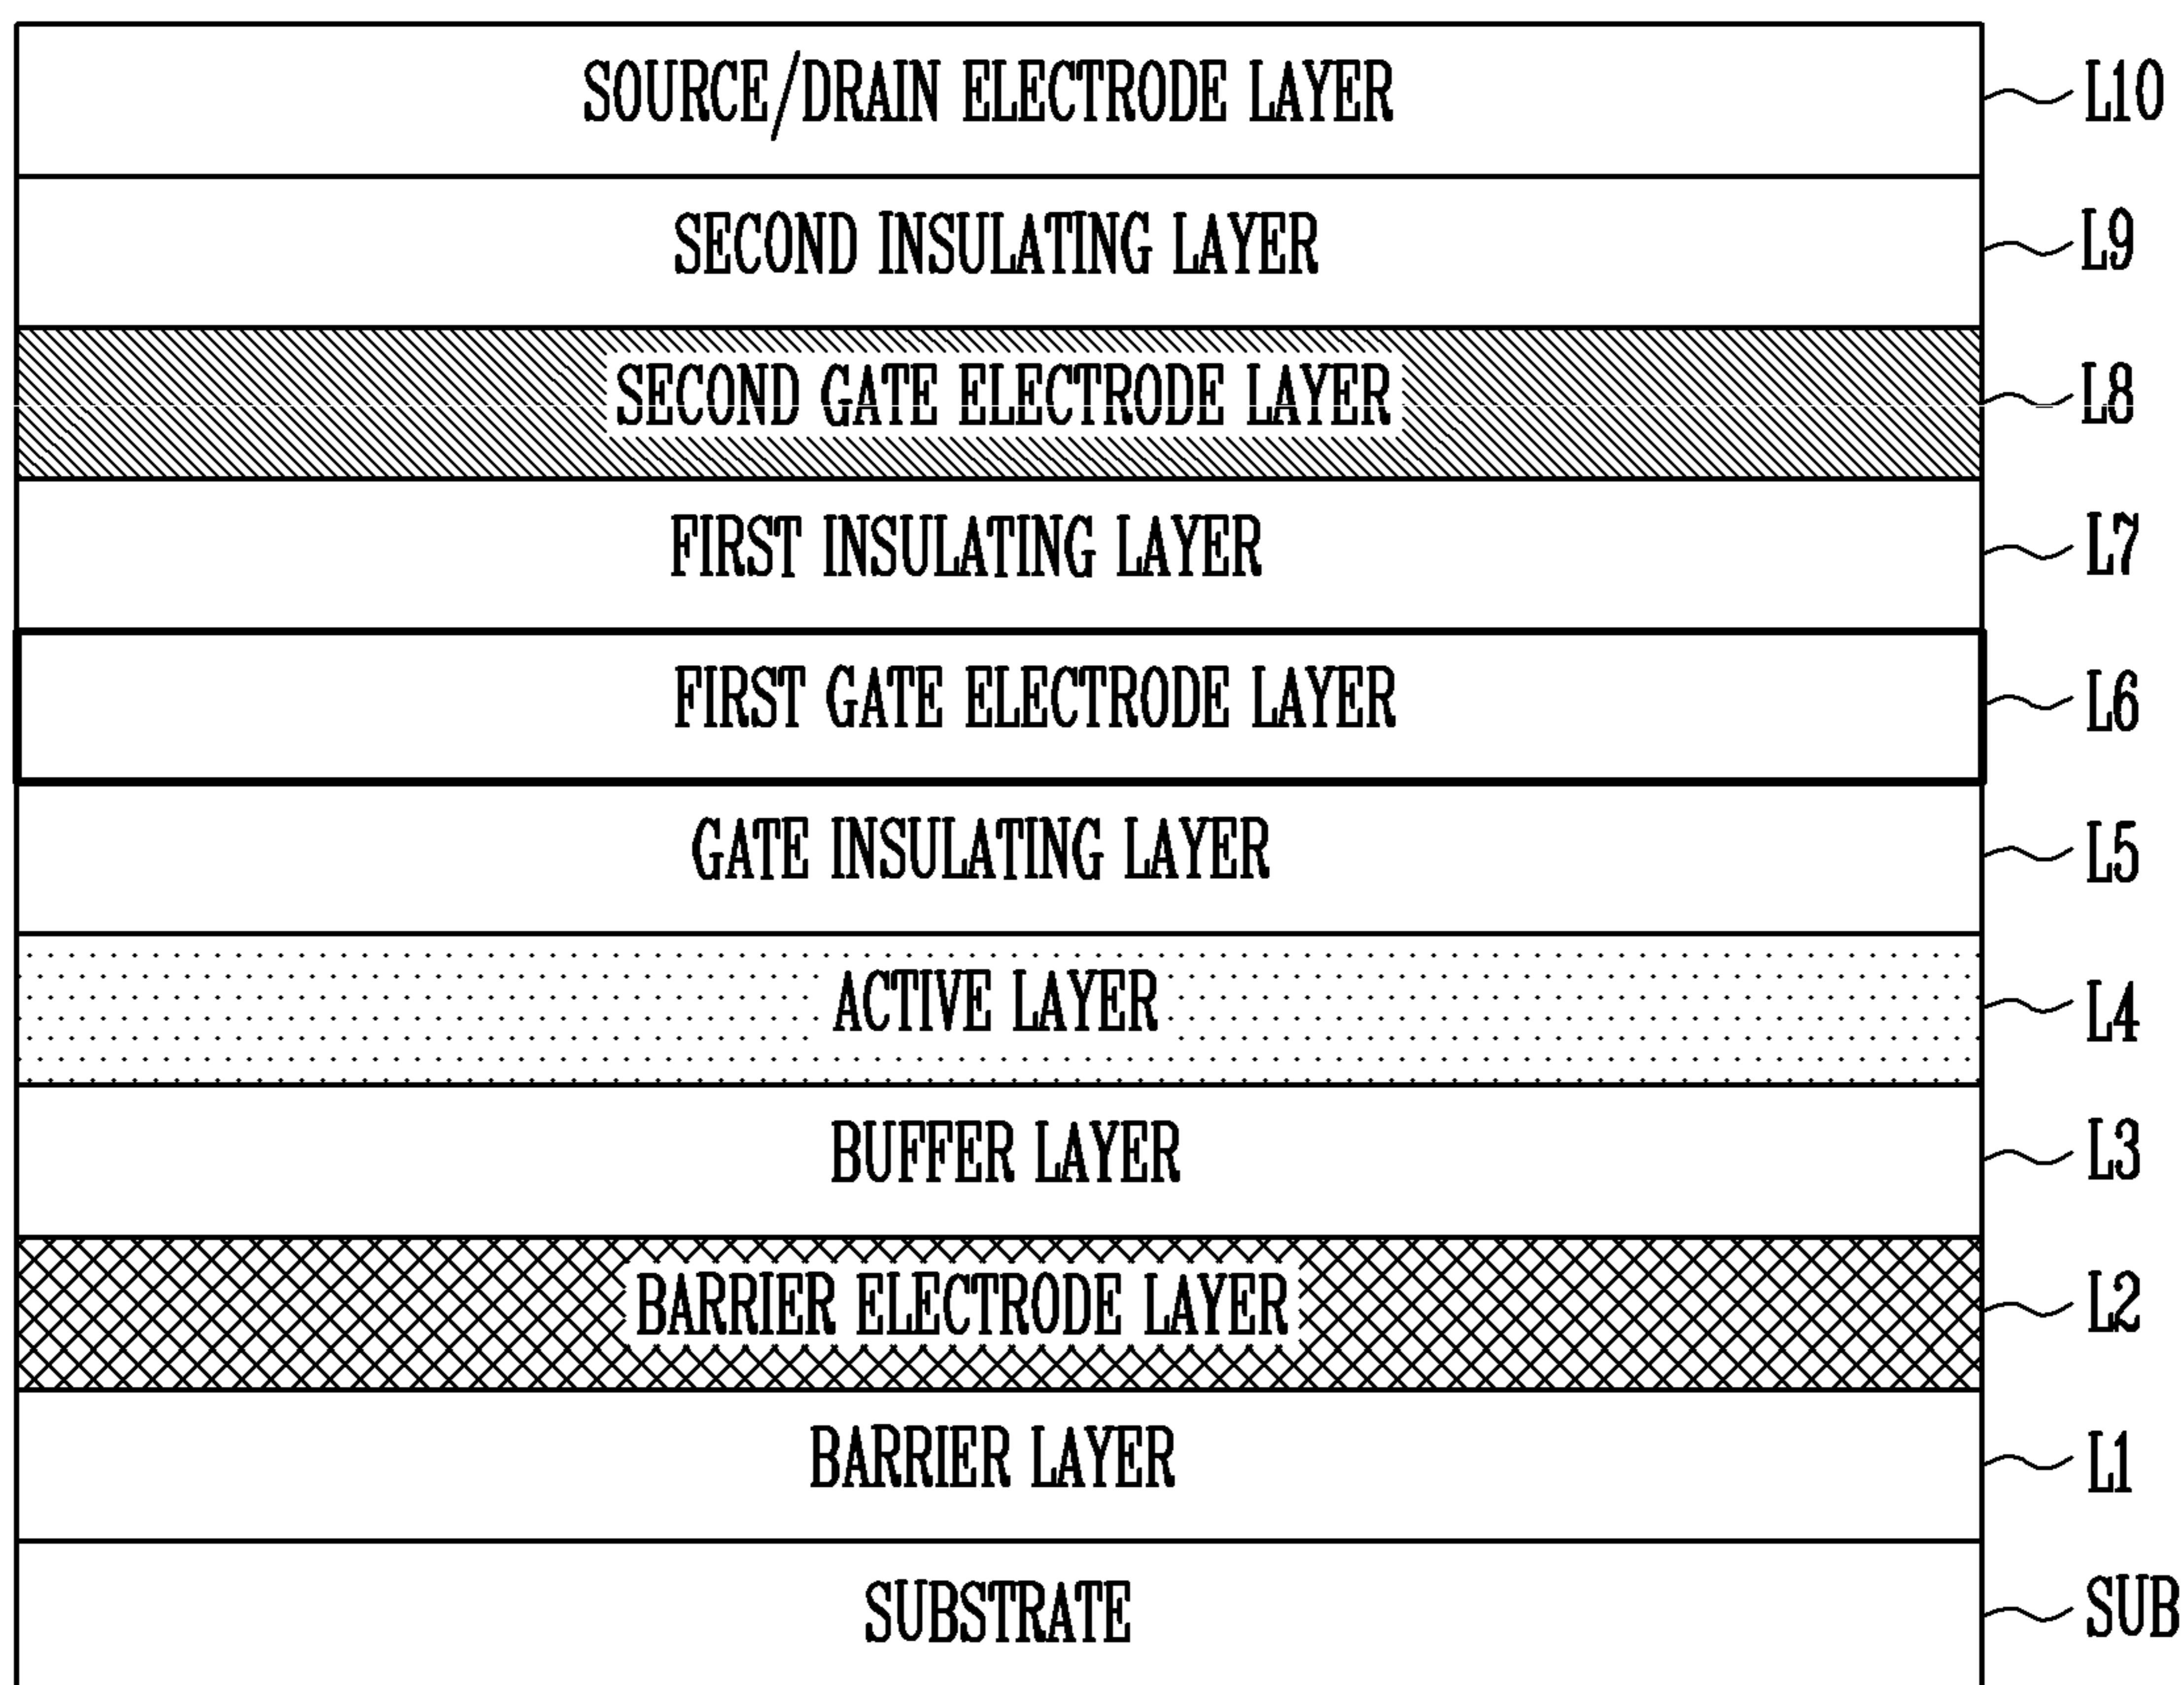 SOURCE/DRAIN ELECTRODE LAYER L10
SECOND INSULATING LAYER L9
SECOND GATE ELECTRODE LAYER L8
FIRST INSULATING LAYER L7
FIRST GATE ELECTRODE LAYER L6
GATE INSULATING LAYER L5
ACTIVE LAYER L4
BUFFER LAYER L3
BARRIER ELECTRODE LAYER L2
BARRIER LAYER L1
SUBSTRATE SUB